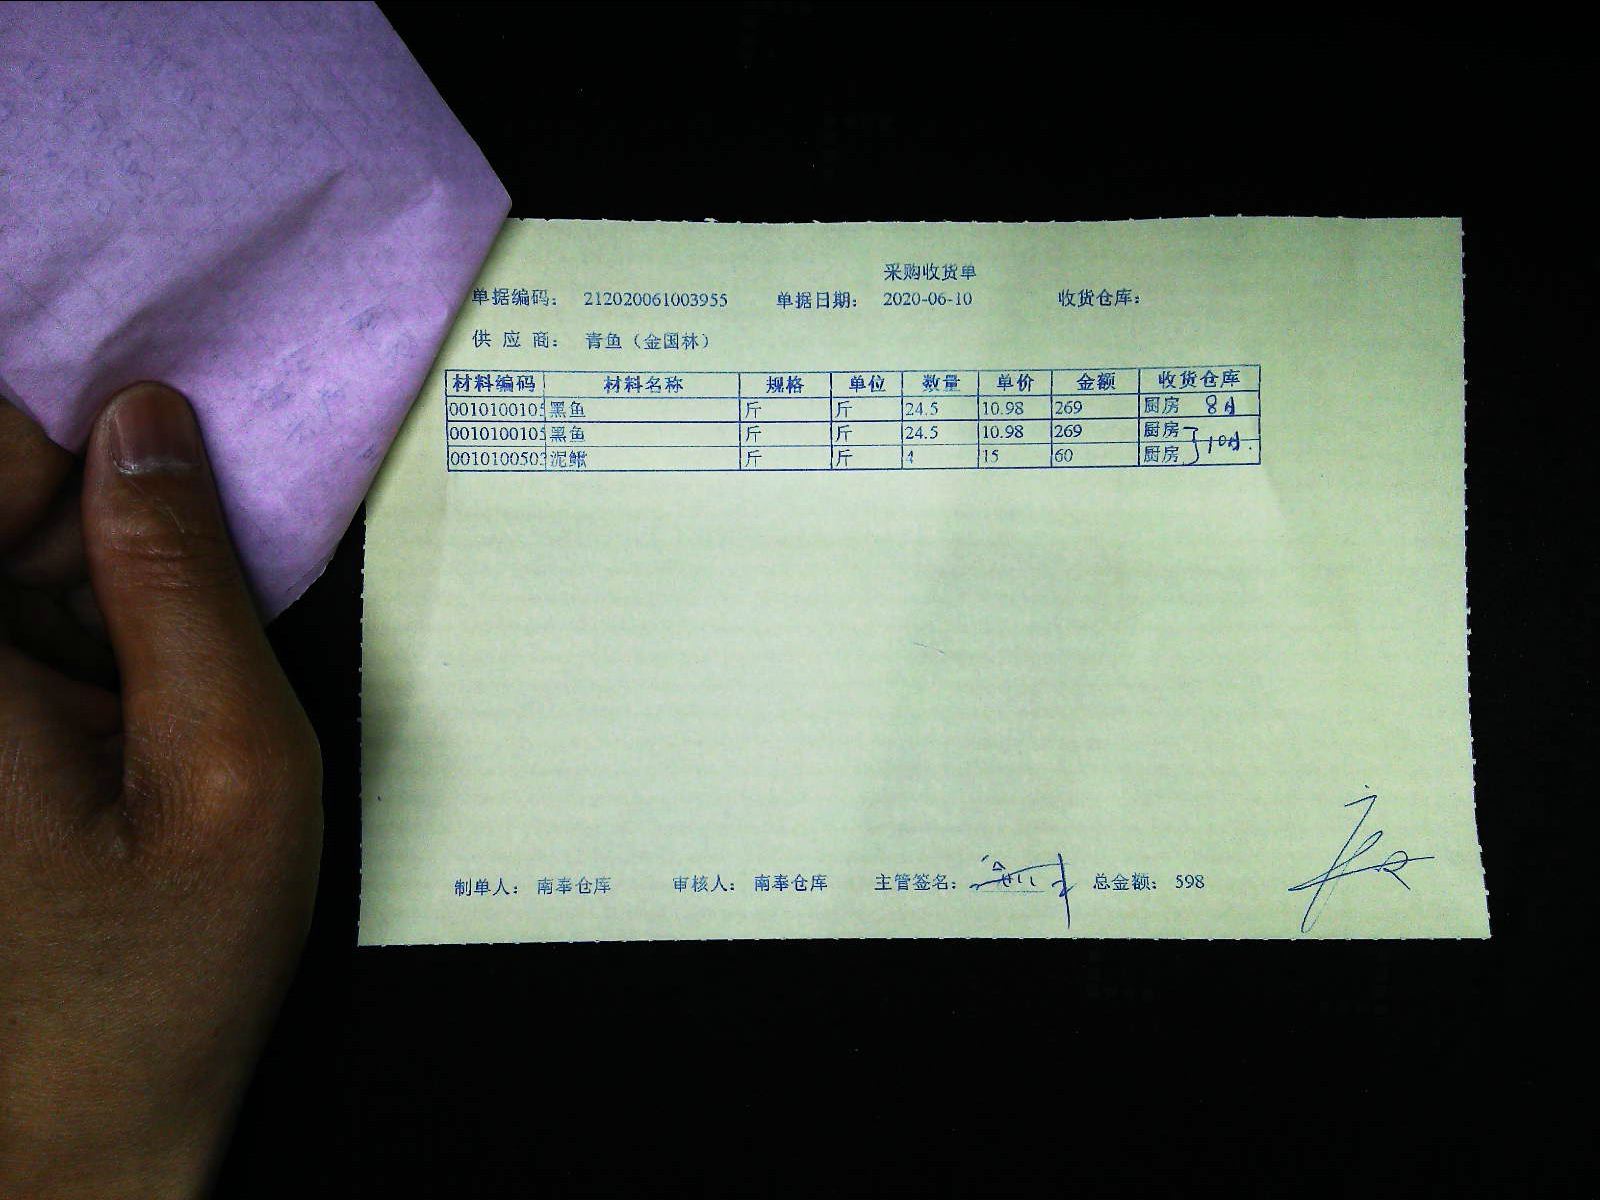 采购收货单
单据编码: 212020061003955 单据日期: 2020-06-10 收货仓库:
供 应 商: 青鱼(金国林)
材料编码 材料名称 规格 单位 数量 单价 金额 收货仓库
001010010 黑鱼 斤 斤 24.5 10.98 269 厨房 8日
001010010 黑鱼 斤 斤 24.5 10.98 269 厨房
001010050 泥鳅 斤 斤 4 15 60 厨房 10日.
制单人: 南奉仓库 审核人: 南奉仓库 主管签名: 总金额: 598